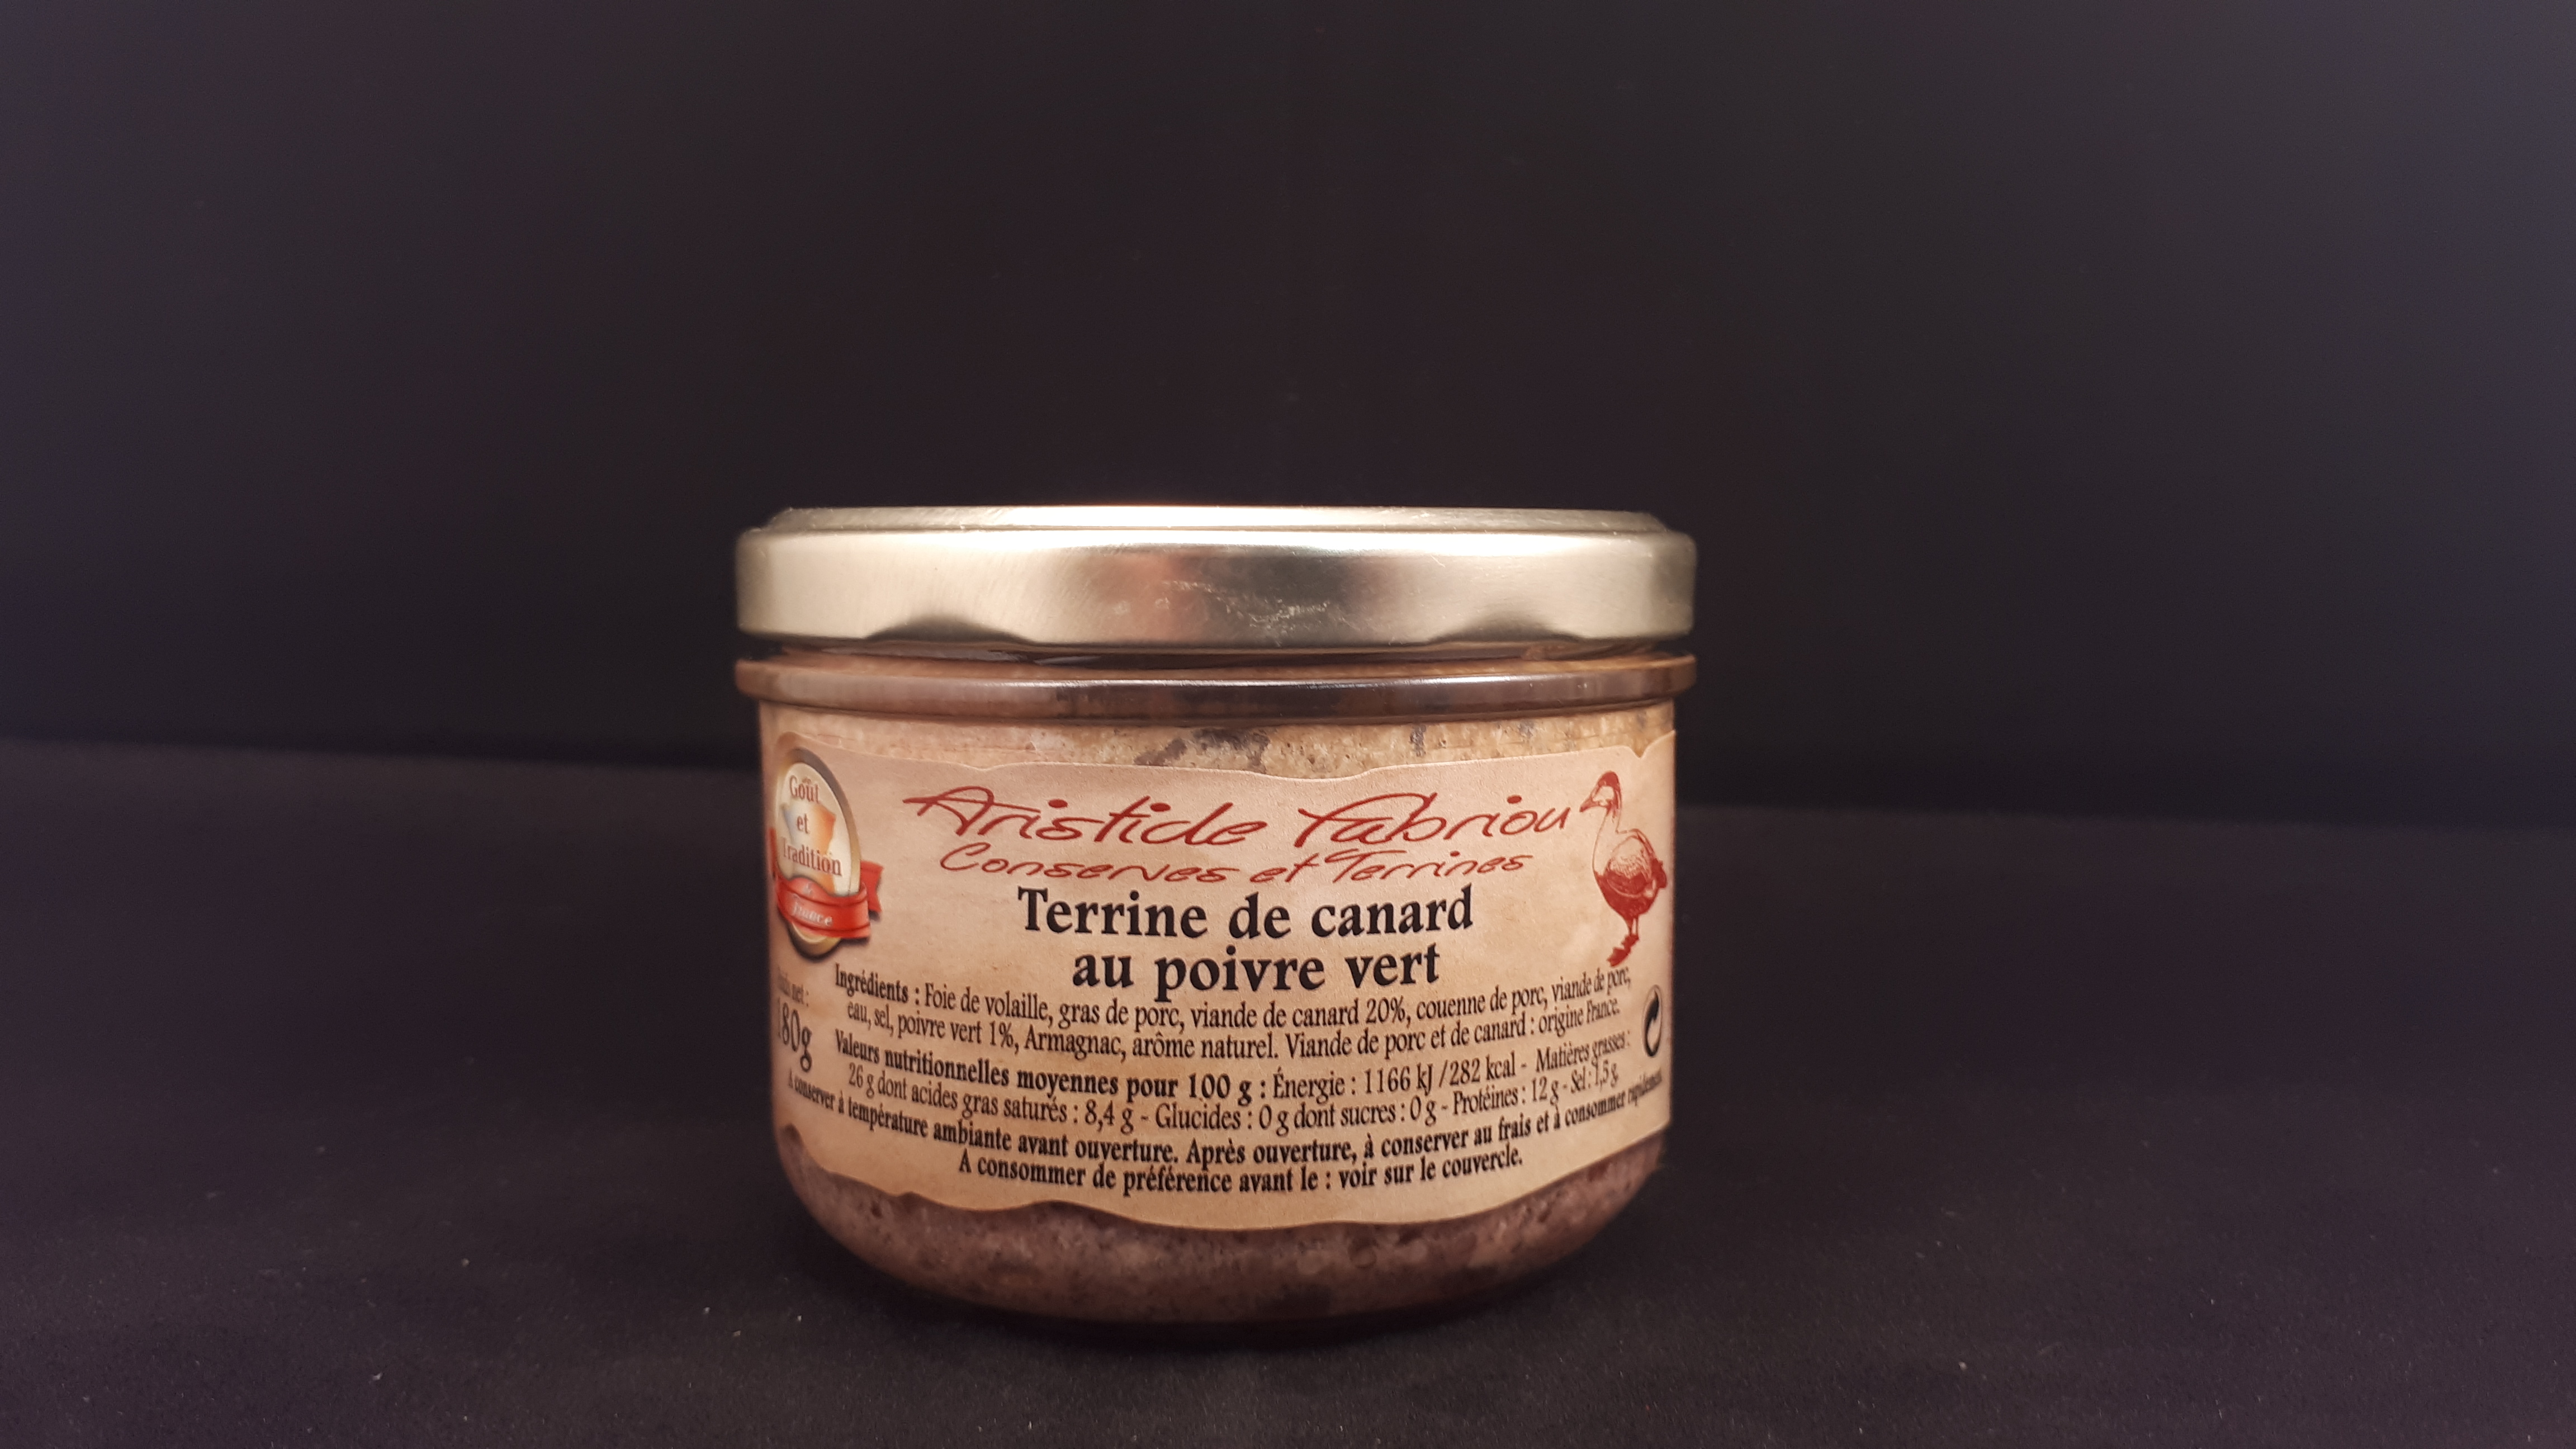 Goût
et
Tradition
France
Aristide Fabriou
Conserves et Terrines
Terrine de canard
au poivre vert
Ingrédients : Foie de volaille, gras de porc, viande de canard 20%, couenne de porc, viande de porc,
eau, sel, poivre vert 1%, Armagnac, arôme naturel. Viande de porc et de canard : origine France.
net :
180g
Valeurs nutritionnelles moyennes pour 100 g : Énergie : 1166 kJ /282 kcal - Matières grasses :
26 g dont acides gras saturés : 8,4 g - Glucides : 0 g dont sucres : 0 g - Protéines : 12 g - Sel : 1,5 g.
A conserver à température ambiante avant ouverture. Après ouverture, à conserver au frais et à consommer rapidement.
A consommer de préférence avant le : voir sur le couvercle.